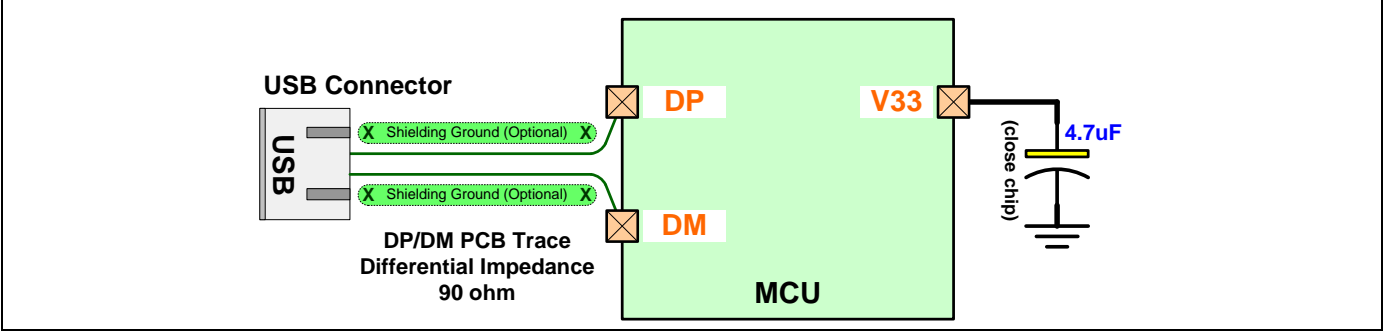 USB Connector
USB
X Shielding Ground (Optional) X
X Shielding Ground (Optional) X
DP/DM PCB Trace
Differential Impedance
90 ohm
DP
DM
MCU
V33
(close chip)
4.7uF